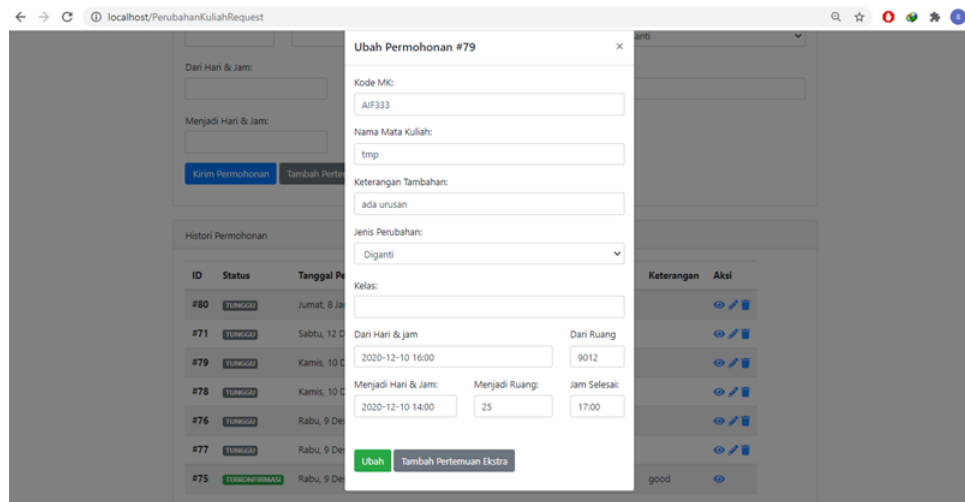 localhost/PerubahanKuliahRequest
S
Ubah Permohonan #79
×
anti
Dari Hari & Jam:
Kode MK:
AIF333
Menjadi Hari & Jam:
Nama Mata Kuliah:
tmp
Kirim Permohonan
Tambah Perte
Keterangan Tambahan:
ada urusan
Histori Permohonan
Jenis Perubahan:
Diganti
ID Status Tanggal Pe Keterangan Aksi
Kelas:
#80 TUNGGU Jumat, 8 Ja
#71 TUNGGU Sabtu, 12 D
Dari Hari & jam Dari Ruang
2020-12-10 16:00 9012
#79 TUNGGU Kamis, 10 D
Menjadi Hari & Jam: Menjadi Ruang: Jam Selesai:
#78 TUNGGU Kamis, 10 D
2020-12-10 14:00 25 17:00
#76 TUNGGU Rabu, 9 De
#77 TUNGGU Rabu, 9 De
Ubah Tambah Pertemuan Ekstra
#75 TERKONFIRMASI Rabu, 9 De good